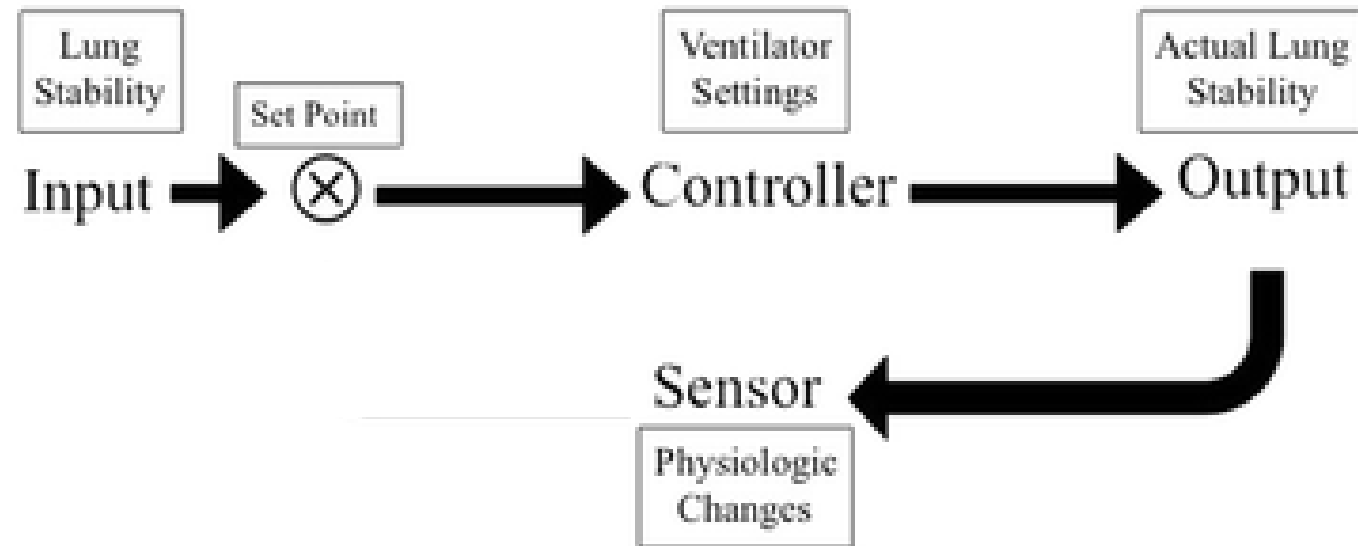 Lung
Stability
Set Point
Ventilator
Settings
Actual Lung
Stability
Input
Controller
Output
Sensor
Physiologic
Changes